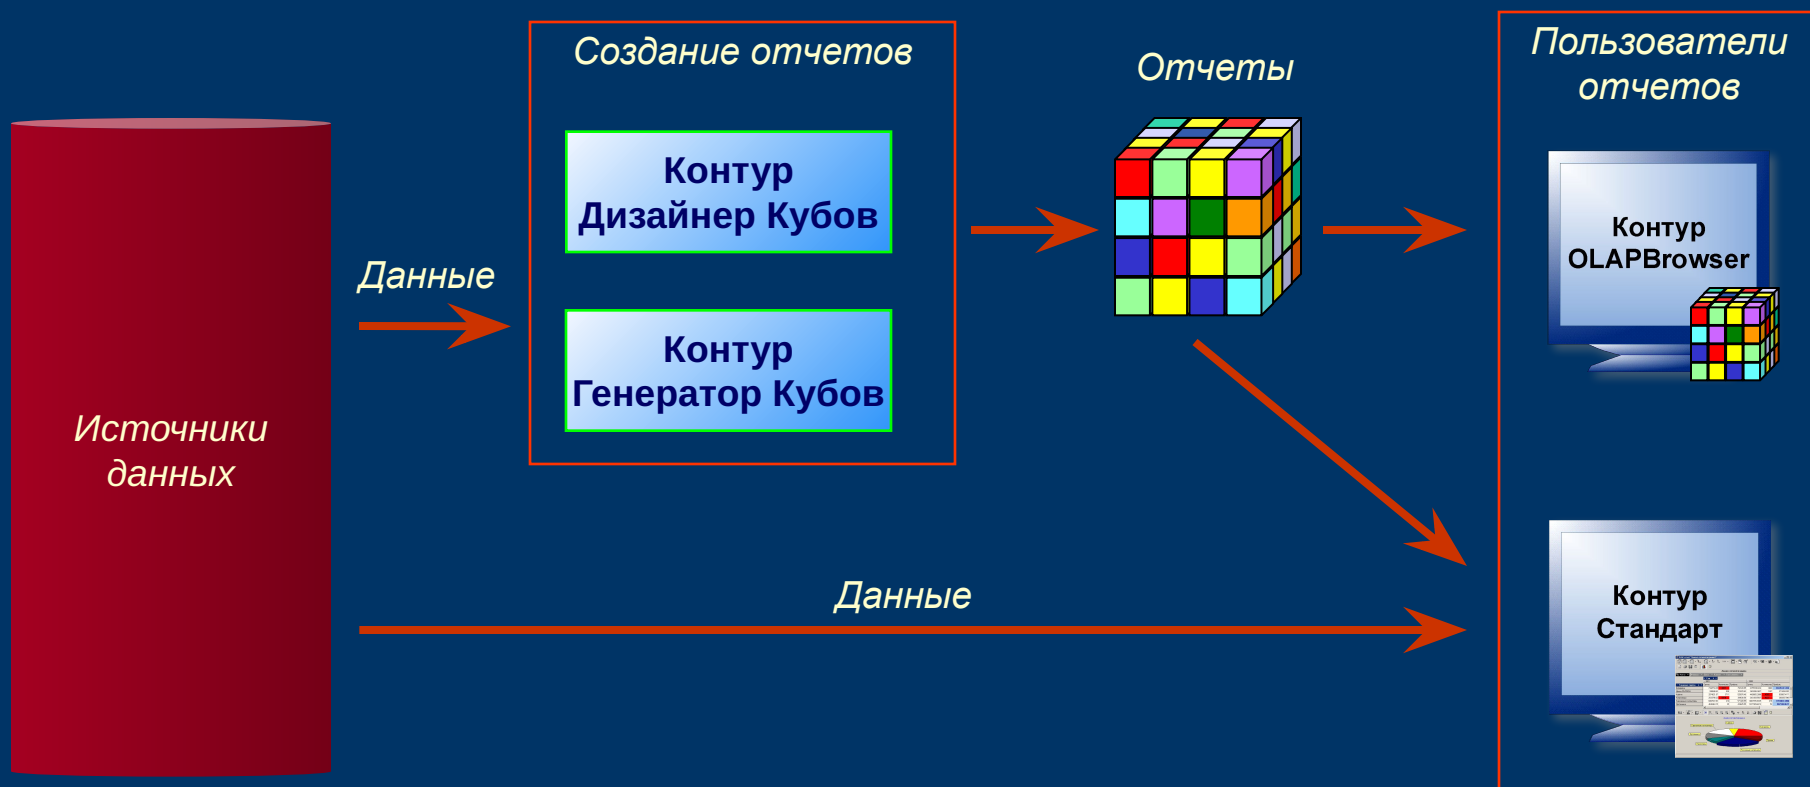 Источники
данных
Данные
Создание отчетов
Контур
Дизайнер Кубов
Контур
Генератор Кубов
Отчеты
Данные
Пользователи
отчетов
Контур
OLAPBrowser
Контур
Стандарт